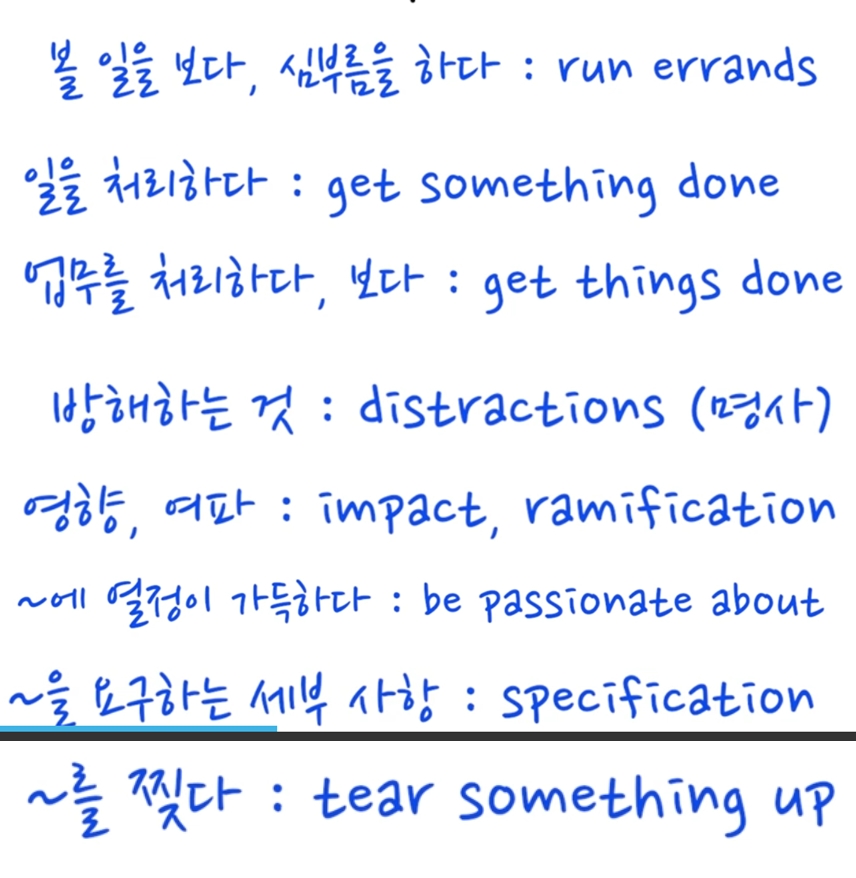 볼 일을 보다, 심부름을 하다 : run errands
일을 처리하다 : get something done
업무를 처리하다, 보다 : get things done
방해하는 것 : distractions (명사)
영향, 여파 : impact, ramification
~에 열정이 가득하다 : be passionate about
~을 요구하는 세부 사항 : specification
~를 찢다 : tear something up